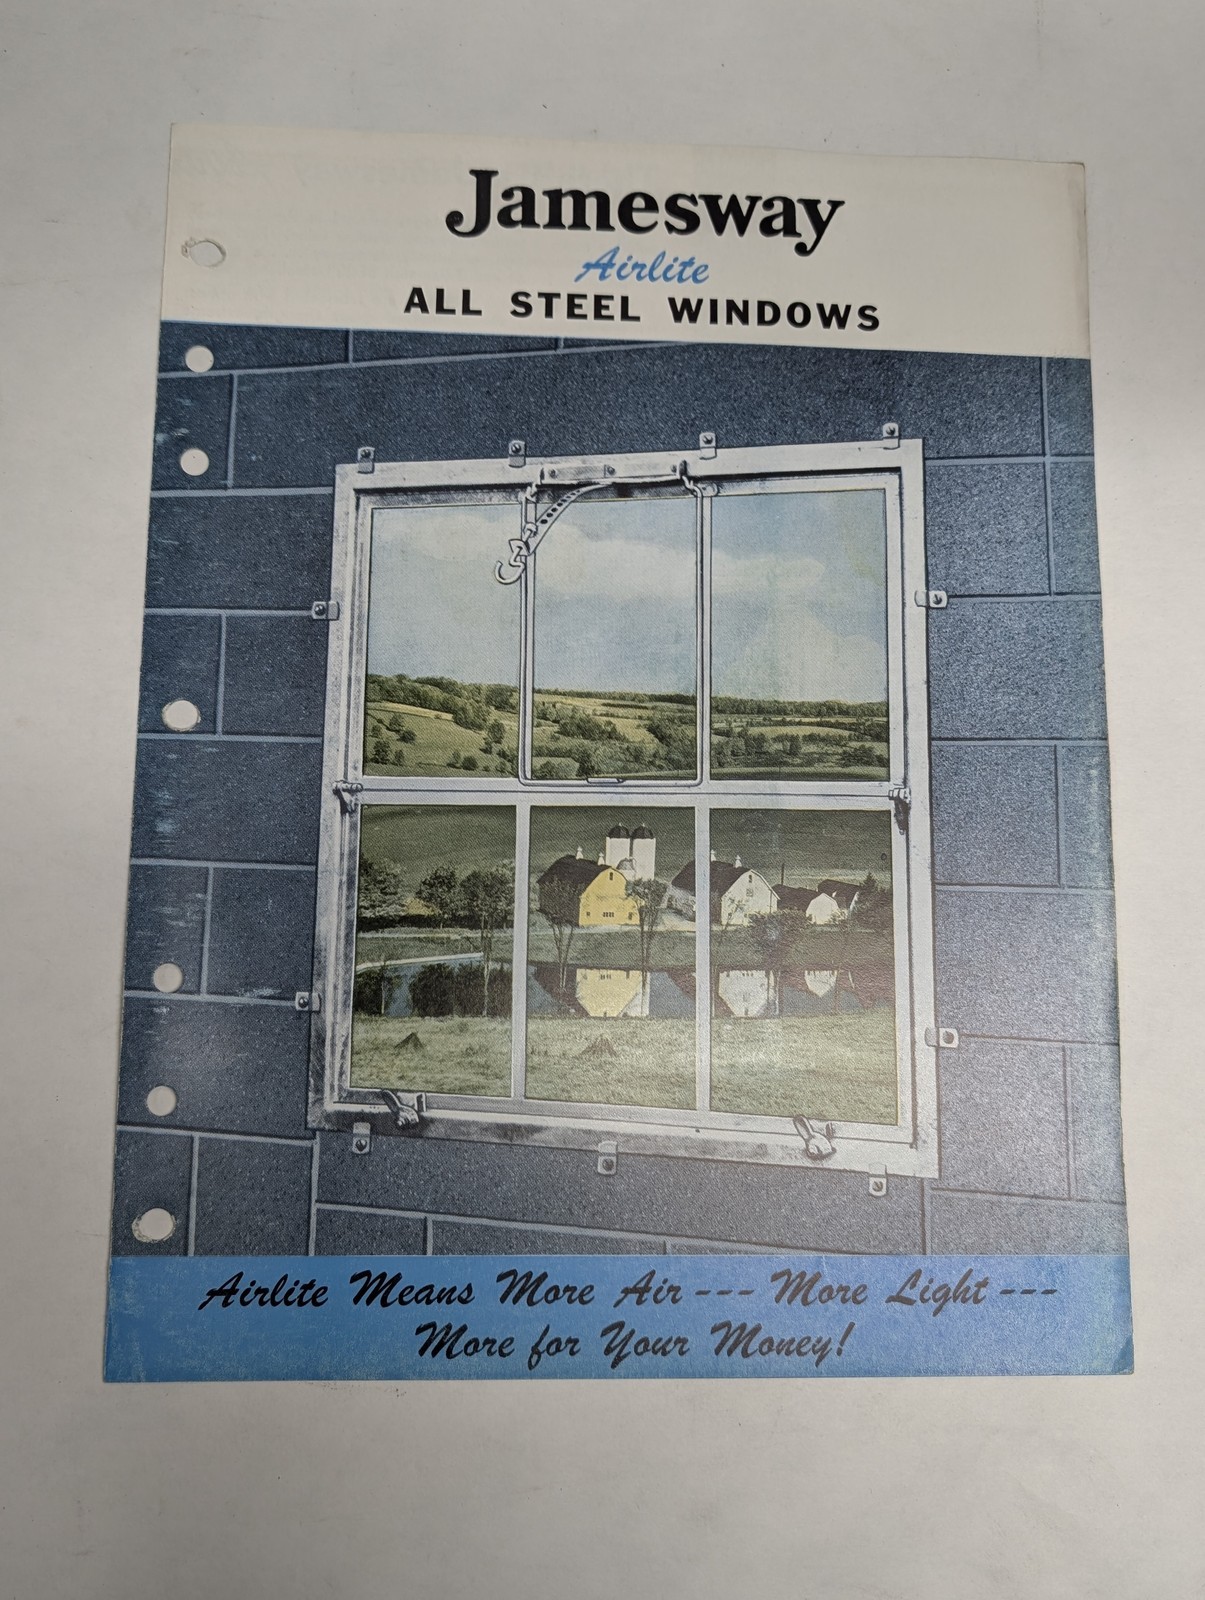 Jamesway
Airlite
ALL STEEL WINDOWS
Airlite Means More Air --- More Light ---
More for Your Money!